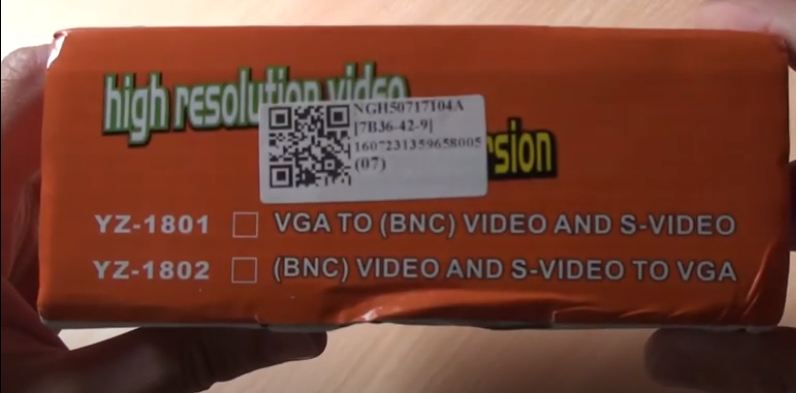 high resolution video
NGH50717104A
[7B36-42-9]
1607231359658005
(07)
rsion
YZ-1801 VGA TO (BNC) VIDEO AND S-VIDEO
YZ-1802 (BNC) VIDEO AND S-VIDEO TO VGA